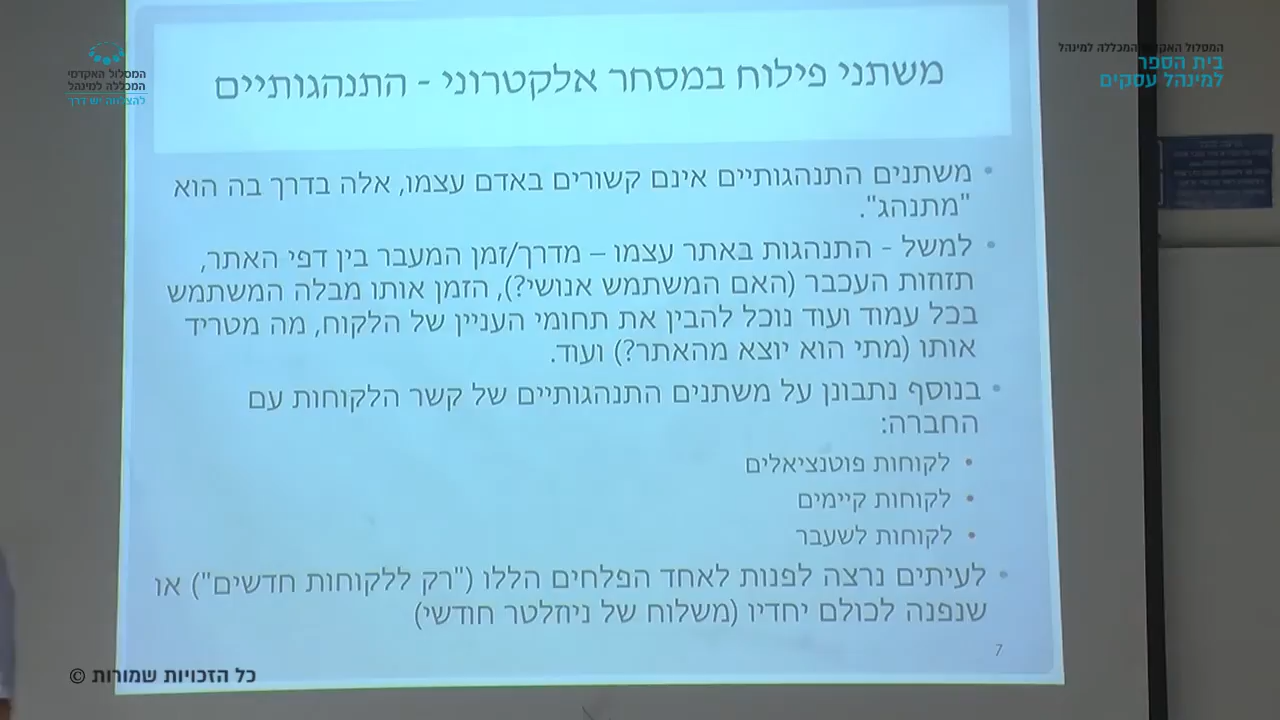 המסלול האקדמי המכללה למינהל
בית הספר
למינהל עסקים
המסלול האקדמי
המכללה למינהל
להצלחה יש דרך
משתני פילוח במסחר אלקטרוני - התנהגותיים
• משתנים התנהגותיים אינם קשורים באדם עצמו, אלה בדרך בה הוא
"מתנהג".
• למשל - התנהגות באתר עצמו – מדרך/זמן המעבר בין דפי האתר,
תזוזות העכבר (האם המשתמש אנושי?), הזמן אותו מבלה המשתמש
בכל עמוד ועוד נוכל להבין את תחומי העניין של הלקוח, מה מטריד
אותו (מתי הוא יוצא מהאתר?) ועוד.
• בנוסף נתבונן על משתנים התנהגותיים של קשר הלקוחות עם
החברה:
• לקוחות פוטנציאלים
• לקוחות קיימים
• לקוחות לשעבר
• לעיתים נרצה לפנות לאחד הפלחים הללו ("רק ללקוחות חדשים") או
שנפנה לכולם יחדיו (משלוח של ניוזלטר חודשי)
7
כל הזכויות שמורות ©